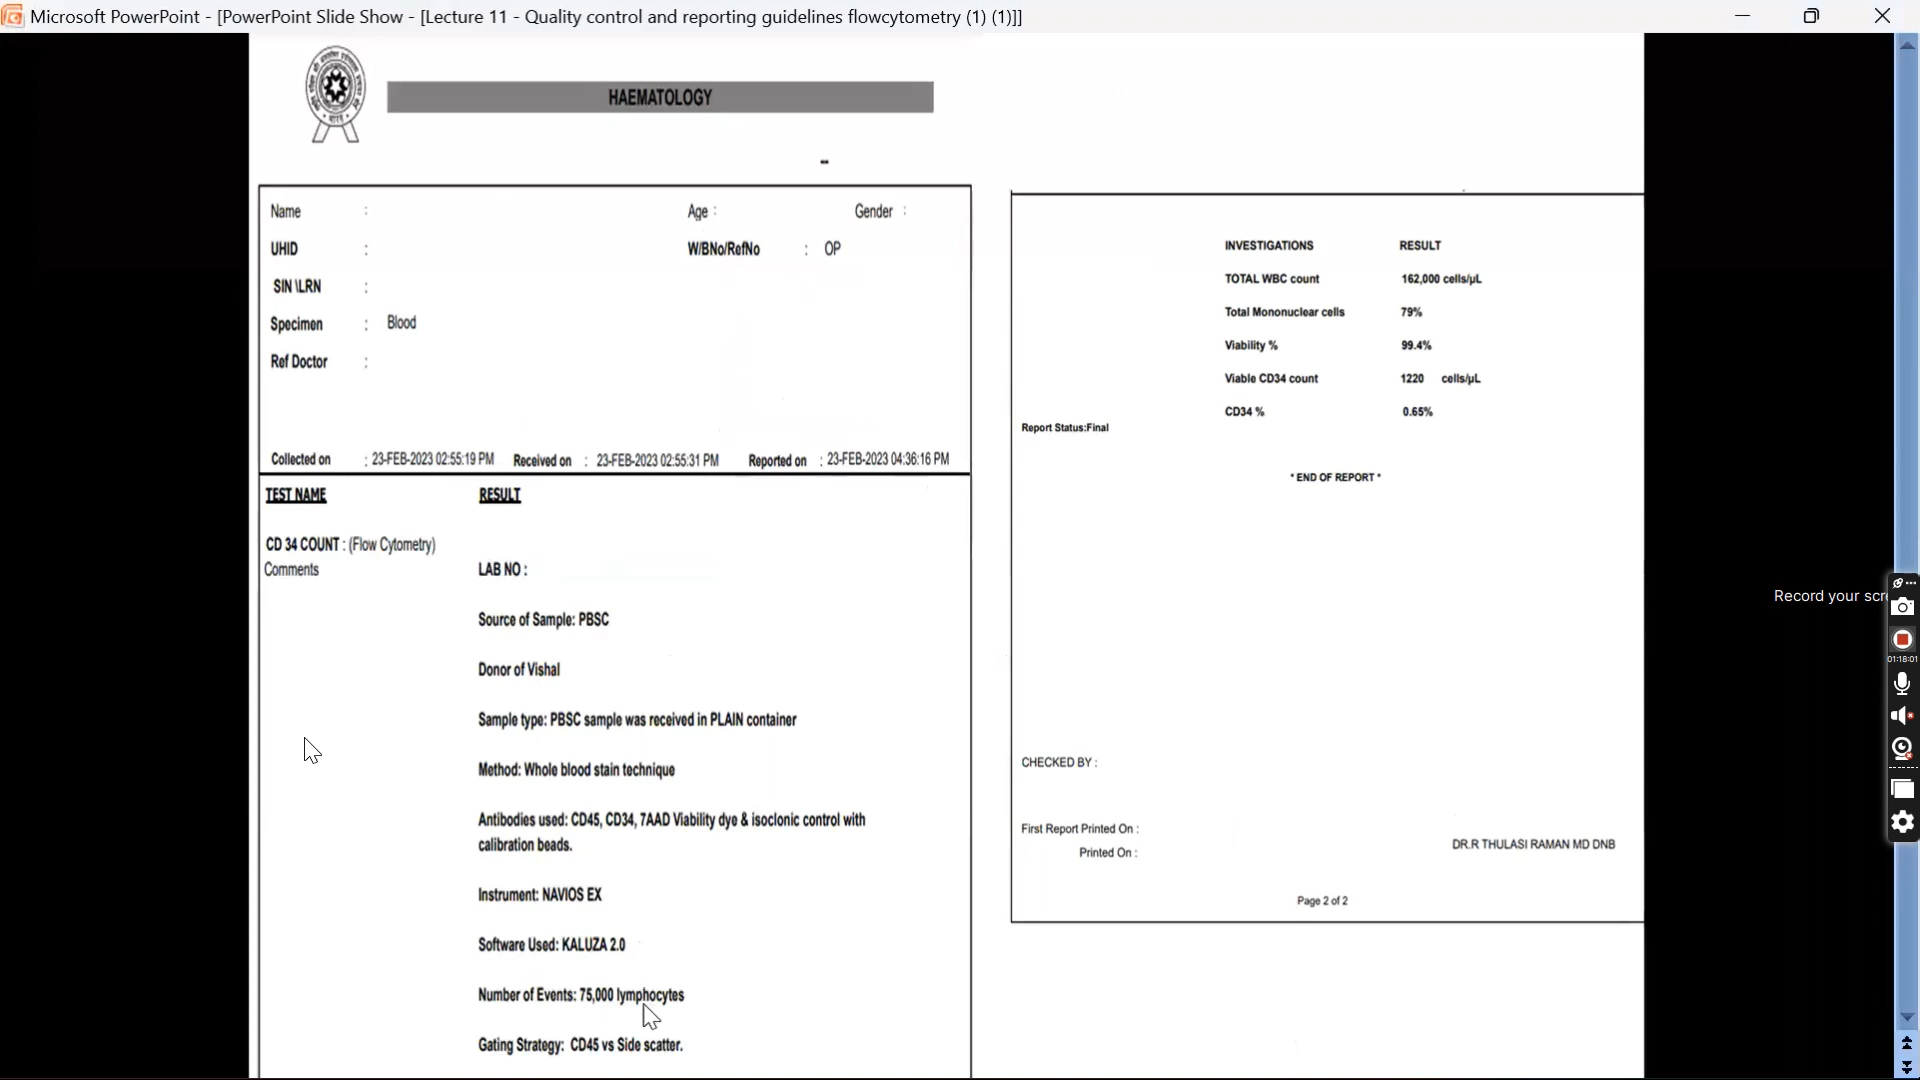 Microsoft PowerPoint - [PowerPoint Slide Show - [Lecture 11 - Quality control and reporting guidelines flowcytometry (1) (1)]]
HAEMATOLOGY
--
Name :
Age :
Gender :
UHID :
W/BNo/RefNo : OP
SIN \LRN :
Specimen : Blood
Ref Doctor :
Collected on : 23-FEB-2023 02:55:19 PM Received on : 23-FEB-2023 02:55:31 PM Reported on : 23-FEB-2023 04:36:16 PM
TEST NAME RESULT
CD 34 COUNT : (Flow Cytometry)
Comments
LAB NO :
Source of Sample: PBSC
Donor of Vishal
Sample type: PBSC sample was received in PLAIN container
Method: Whole blood stain technique
Antibodies used: CD45, CD34, 7AAD Viability dye & isoclonic control with
calibration beads.
Instrument: NAVIOS EX
Software Used: KALUZA 2.0
Number of Events: 75,000 lymphocytes
Gating Strategy: CD45 vs Side scatter.
INVESTIGATIONS RESULT
TOTAL WBC count 162,000 cells/µL
Total Mononuclear cells 79%
Viability % 99.4%
Viable CD34 count 1220 cells/µL
CD34 % 0.65%
Report Status:Final
* END OF REPORT *
CHECKED BY :
First Report Printed On :
Printed On :
DR.R THULASI RAMAN MD DNB
Page 2 of 2
Record your scre
01:18:01